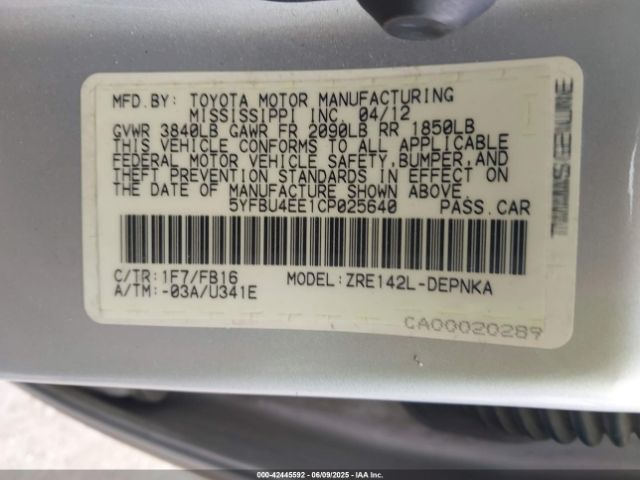 MFD.BY: TOYOTA MOTOR MANUFACTURING
MISSISSIPPI INC. 04/12
GVWR 3840LB GAWR FR 2090LB RR 1850LB
THIS VEHICLE CONFORMS TO ALL APPLICABLE
FEDERAL MOTOR VEHICLE SAFETY,BUMPER,AND
THEFT PREVENTION STANDARDS IN EFFECT ON
THE DATE OF MANUFACTURE SHOWN ABOVE.
5YFBU4EE1CP025640 PASS.CAR
C/TR:1F7/FB16 MODEL:ZRE142L-DEPNKA
A/TM:-03A/U341E
CA00020289
000-42445592 - 06/09/2025 - IAA Inc.